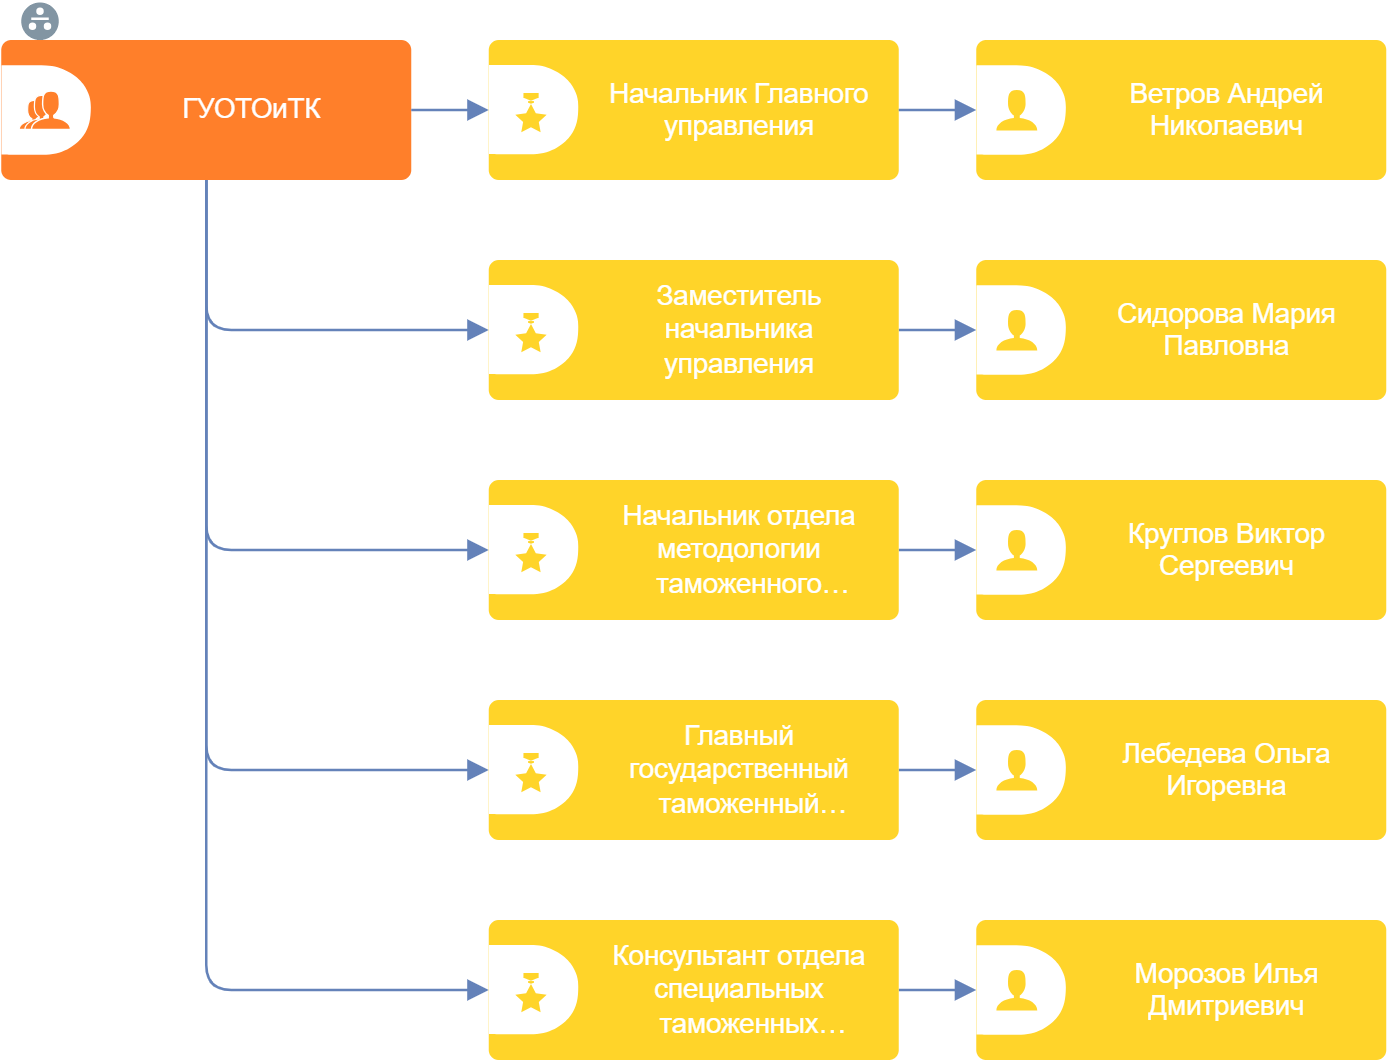 ГУОТОиТК
Начальник Главного
управления
Ветров Андрей
Николаевич
Заместитель
начальника
управления
Сидорова Мария
Павловна
Начальник отдела
методологии
таможенного…
Круглов Виктор
Сергеевич
Главный
государственный
таможенный…
Лебедева Ольга
Игоревна
Консультант отдела
специальных
таможенных…
Морозов Илья
Дмитриевич